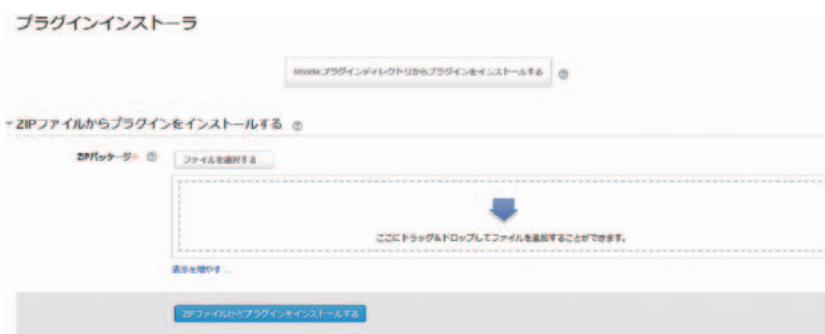 プラグインインストーラ
Moodleプラグインディレクトリからプラグインをインストールする
ZIPファイルからプラグインをインストールする
ZIPパッケージ* ファイルを選択する ...
ここにドラッグ&ドロップしてファイルを追加することができます。
表示を増やす ...
ZIPファイルからプラグインをインストールする